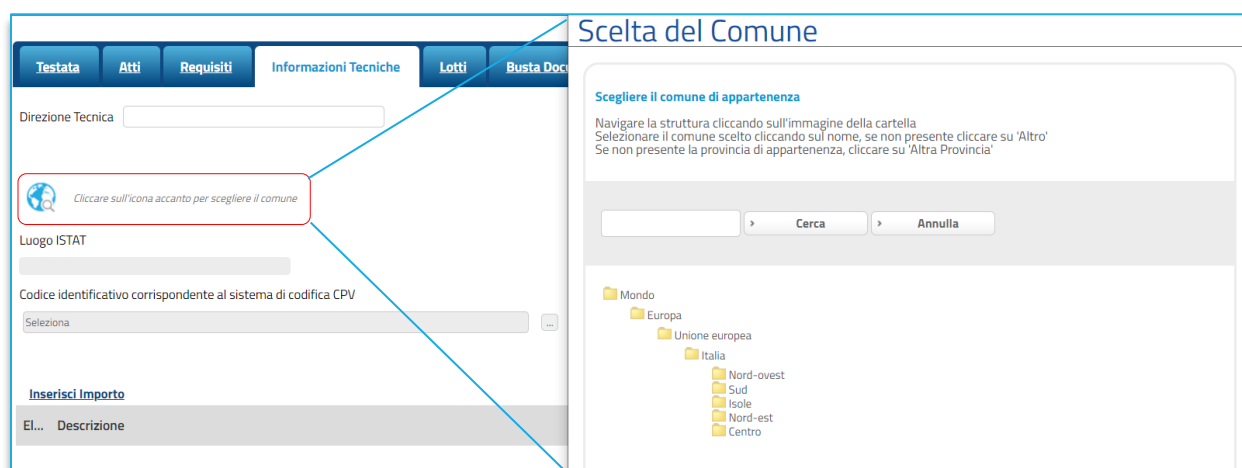 Testata Atti Requisiti Informazioni Tecniche Lotti Busta Doc
Direzione Tecnica
Cliccare sull'icona accanto per scegliere il comune
Luogo ISTAT
Codice identificativo corrispondente al sistema di codifica CPV
Seleziona
...
Inserisci Importo
El... Descrizione
Scelta del Comune
Scegliere il comune di appartenenza
Navigare la struttura cliccando sull'immagine della cartella
Selezionare il comune scelto cliccando sul nome, se non presente cliccare su 'Altro'
Se non presente la provincia di appartenenza, cliccare su 'Altra Provincia'
› Cerca › Annulla
Mondo
Europa
Unione europea
Italia
Nord-ovest
Sud
Isole
Nord-est
Centro